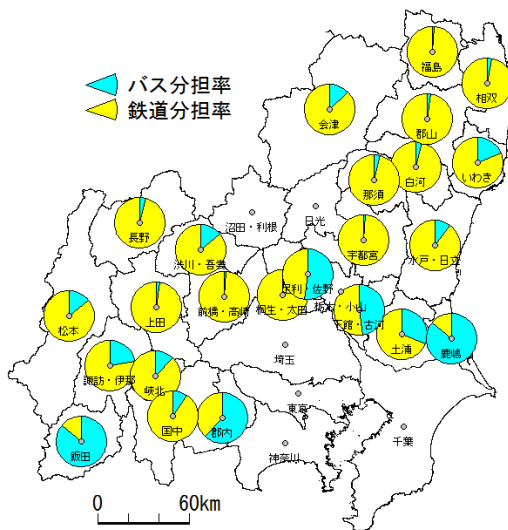 バス分担率
鉄道分担率
福島
相双
会津
郡山
いわき
白河
那須
沼田・利根
日光
長野
宇都宮
水戸・日立
渋川・吾妻
足利・佐野
上田
前橋・高崎
桐生・太田
栃木・小山
下館・古河
松本
土浦
鹿嶋
埼玉
諏訪・伊那
峡北
東京
国中
郡内
千葉
飯田
神奈川
0 60km